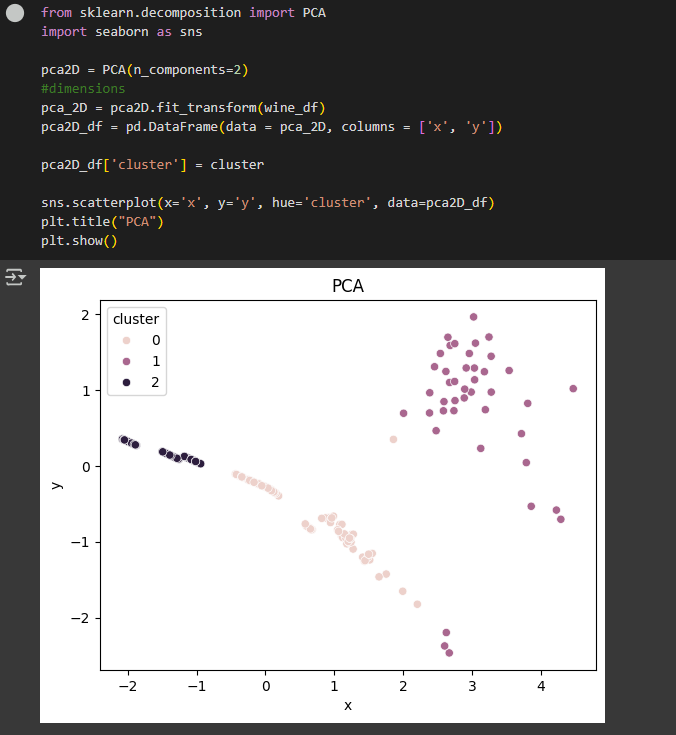 from sklearn.decomposition import PCA
import seaborn as sns
pca2D = PCA(n_components=2)
#dimensions
pca_2D = pca2D.fit_transform(wine_df)
pca2D_df = pd.DataFrame(data = pca_2D, columns = ['x', 'y'])
pca2D_df['cluster'] = cluster
sns.scatterplot(x='x', y='y', hue='cluster', data=pca2D_df)
plt.title("PCA")
plt.show()
PCA
cluster
0
1
2
2
1
0
−1
−2
y
−2 −1 0 1 2 3 4
x